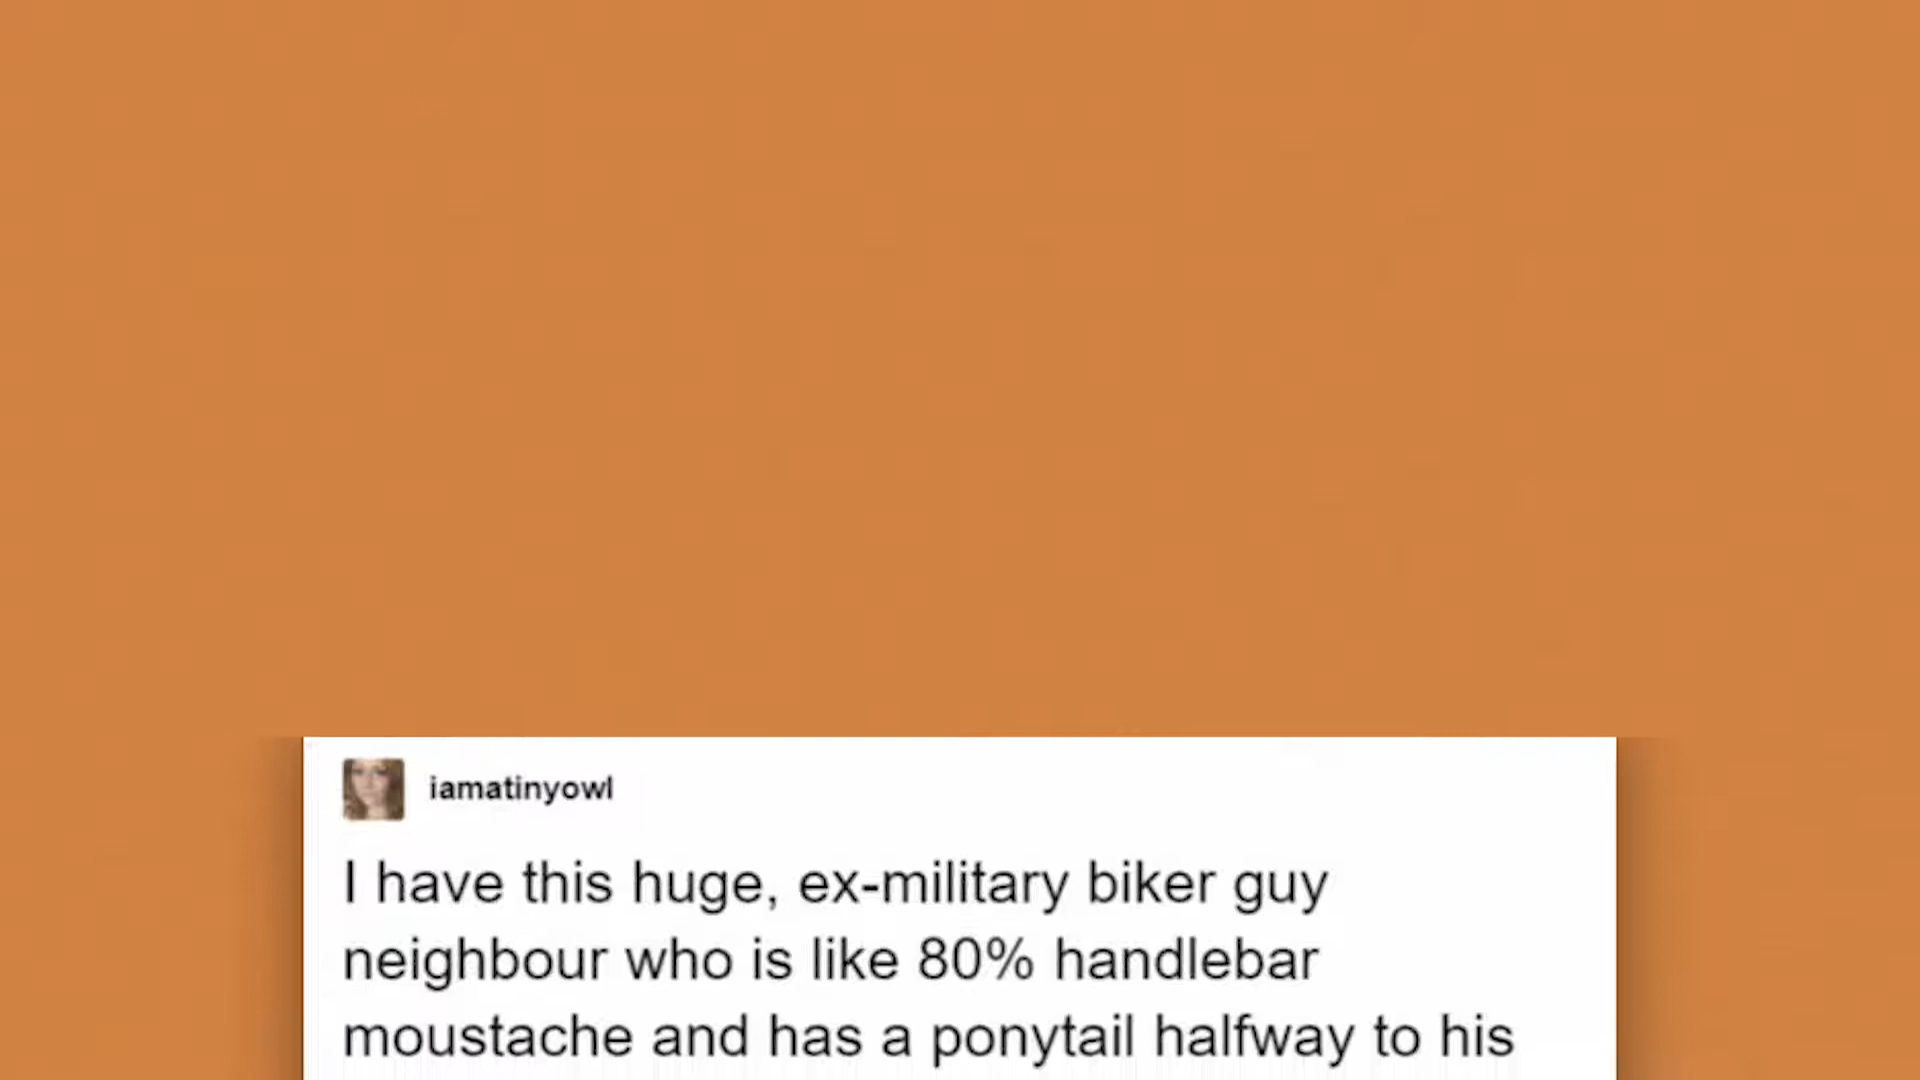 iamatinyowl
I have this huge, ex-military biker guy
neighbour who is like 80% handlebar
moustache and has a ponytail halfway to his